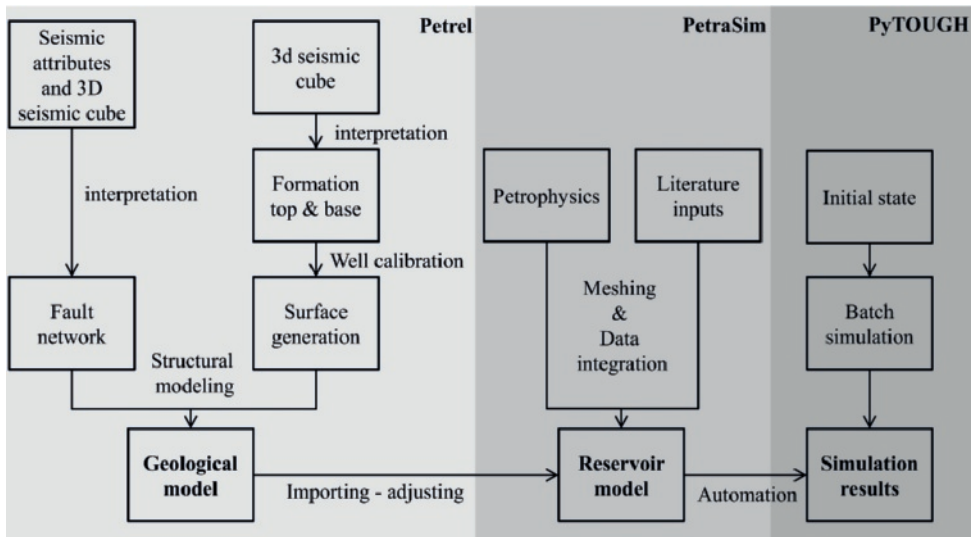 Petrel
Seismic
attributes
and 3D
seismic cube
3d seismic
cube
interpretation
interpretation
Formation
top & base
Well calibration
Fault
network
Surface
generation
Structural
modeling
Geological
model
Importing - adjusting
PetraSim
Petrophysics
Literature
inputs
Meshing
&
Data
integration
Reservoir
model
Automation
PyTOUGH
Initial state
Batch
simulation
Simulation
results